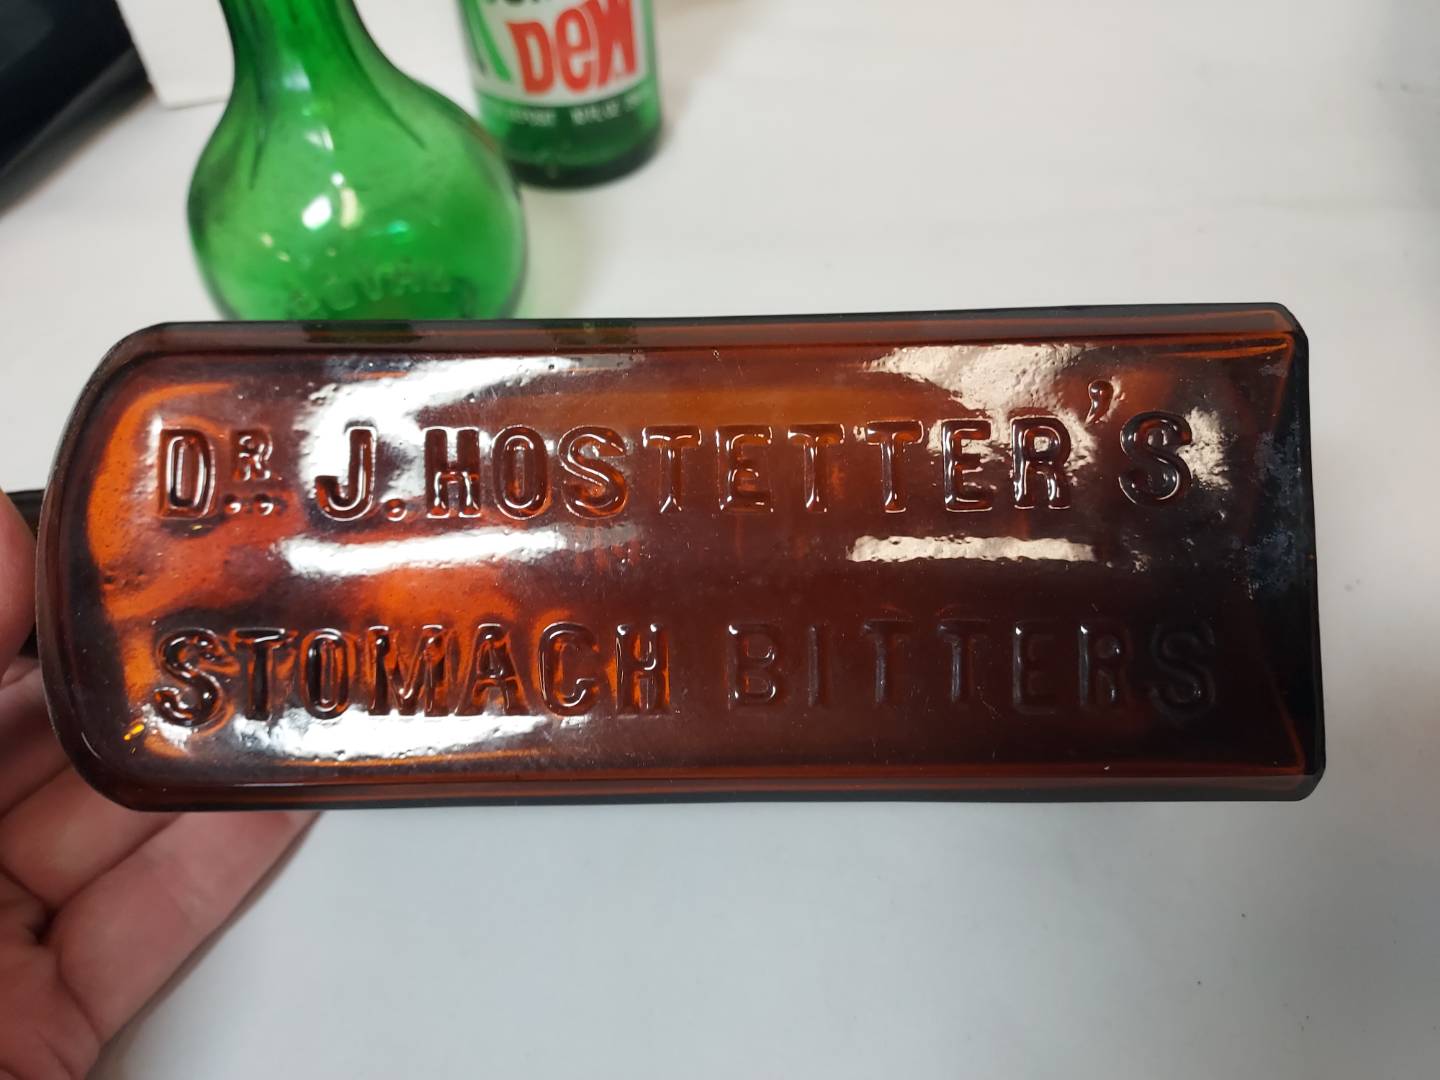 Dew
DR. J. HOSTETTER'S
STOMACH BITTERS